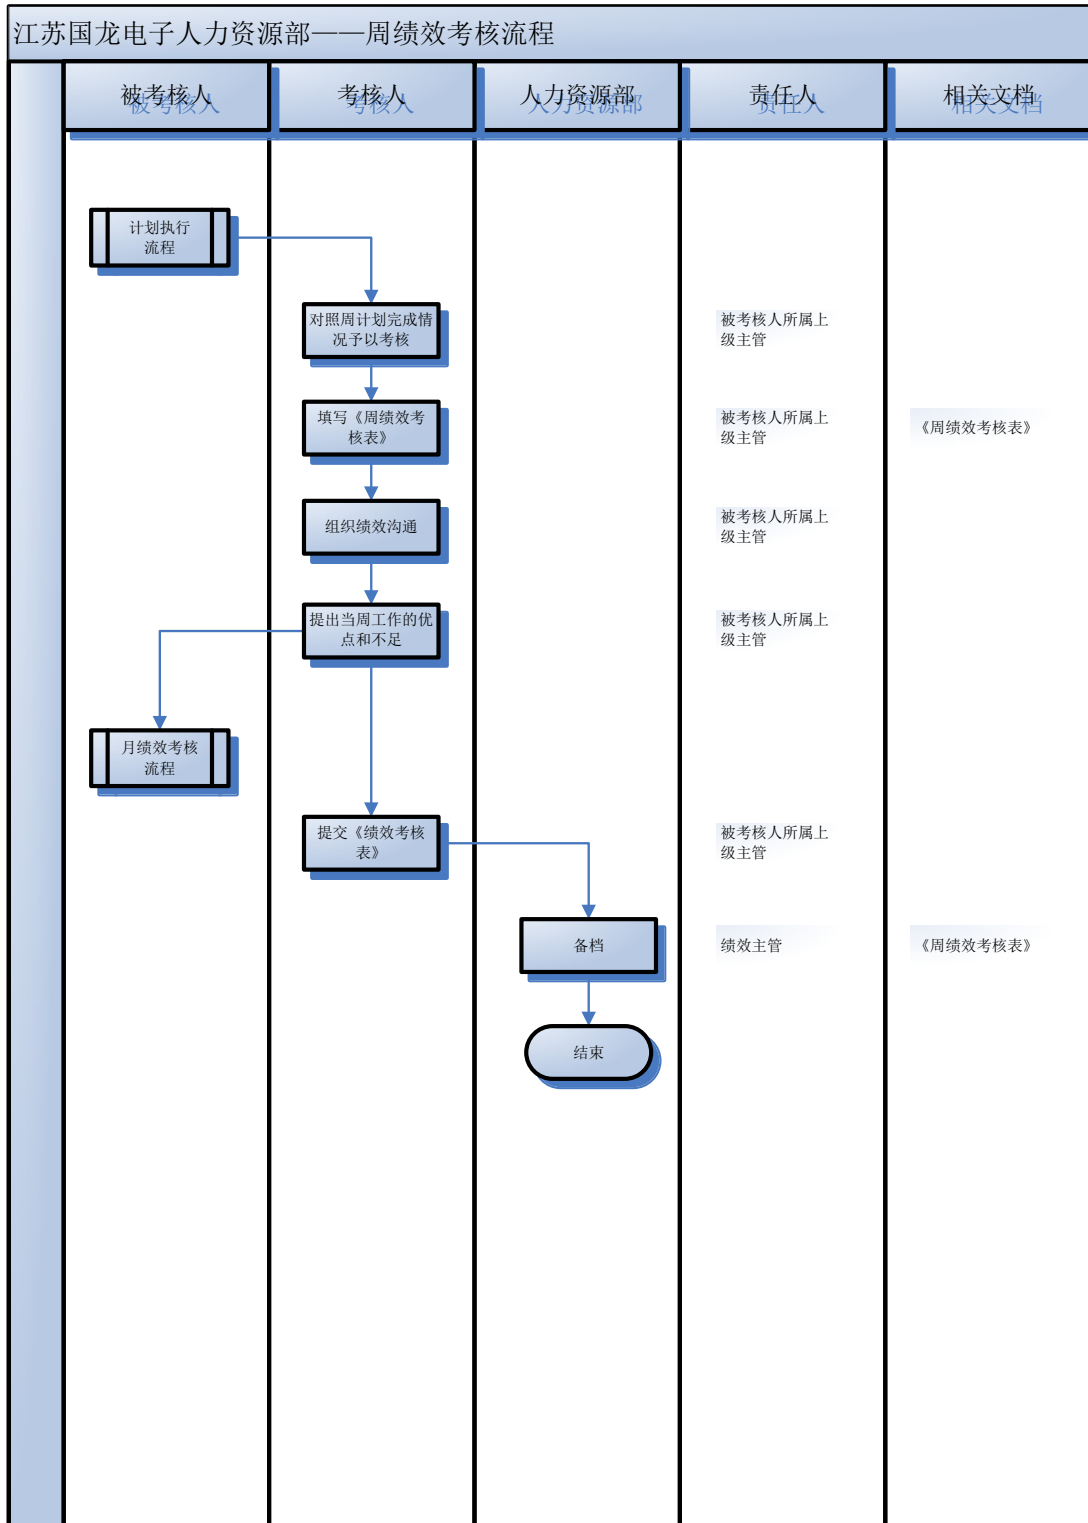 江苏国龙电子人力资源部——周绩效考核流程
被考核人
考核人
人力资源部
责任人
相关文档
计划执行
流程
对照周计划完成情
况予以考核
被考核人所属上
级主管
填写《周绩效考
核表》
被考核人所属上
级主管
《周绩效考核表》
组织绩效沟通
被考核人所属上
级主管
提出当周工作的优
点和不足
被考核人所属上
级主管
月绩效考核
流程
提交《绩效考核
表》
被考核人所属上
级主管
备档
绩效主管
《周绩效考核表》
结束